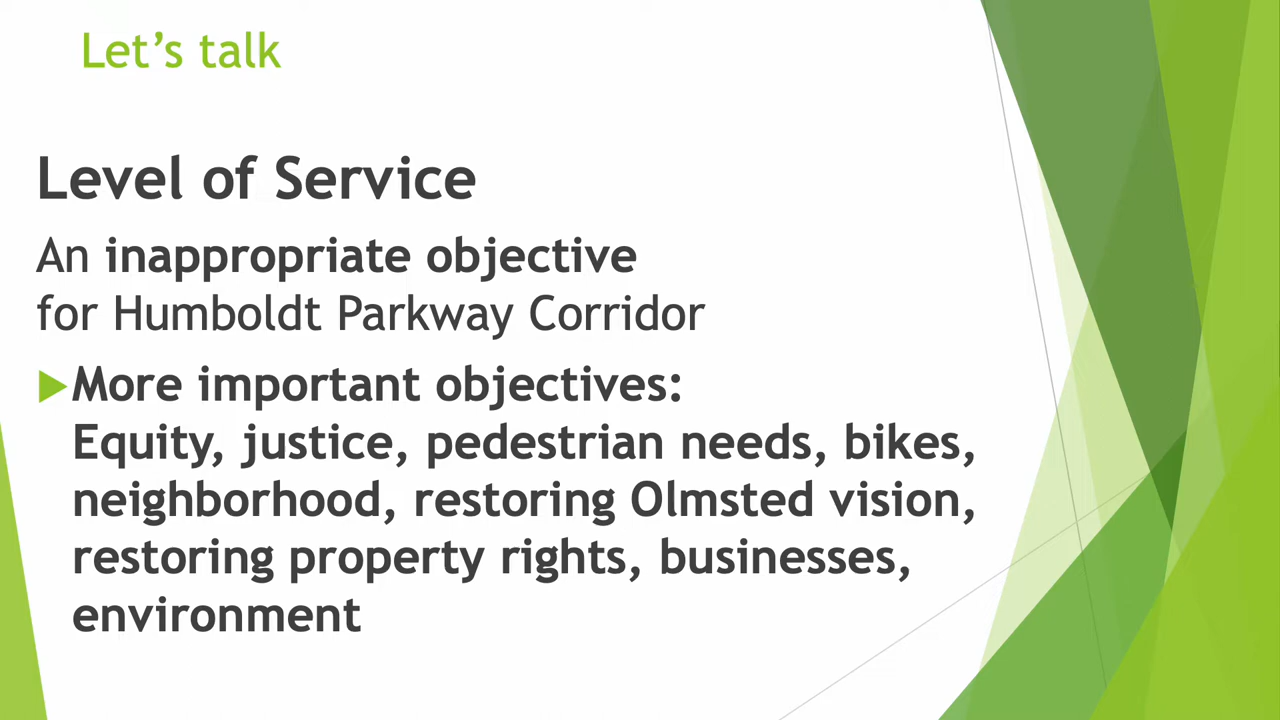 Let’s talk
Level of Service
An inappropriate objective
for Humboldt Parkway Corridor
More important objectives:
Equity, justice, pedestrian needs, bikes,
neighborhood, restoring Olmsted vision,
restoring property rights, businesses,
environment